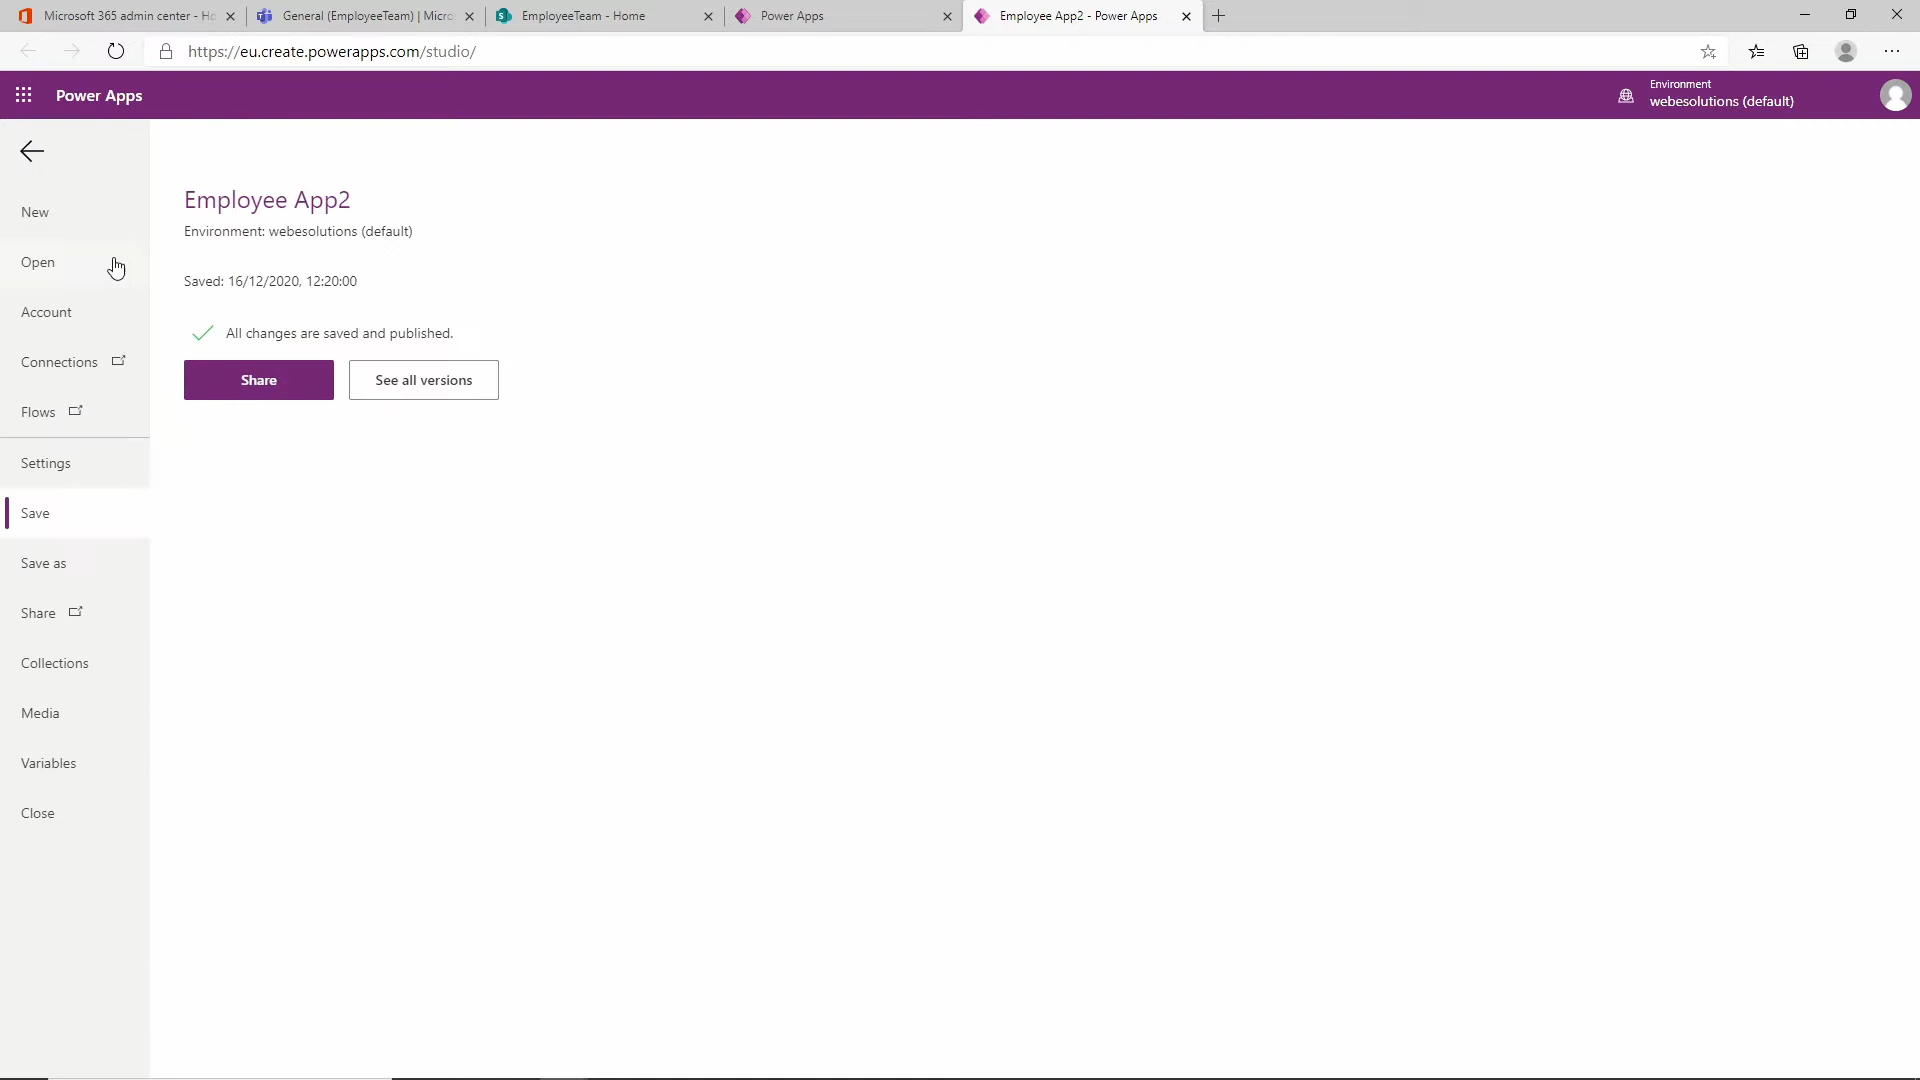 Microsoft 365 admin center - Ho
General (EmployeeTeam) | Micro
EmployeeTeam - Home
Power Apps
Employee App2 - Power Apps
https://eu.create.powerapps.com/studio/
Power Apps
Environment
webesolutions (default)
New
Open
Account
Connections
Flows
Settings
Save
Save as
Share
Collections
Media
Variables
Close
Employee App2
Environment: webesolutions (default)
Saved: 16/12/2020, 12:20:00
All changes are saved and published.
Share
See all versions